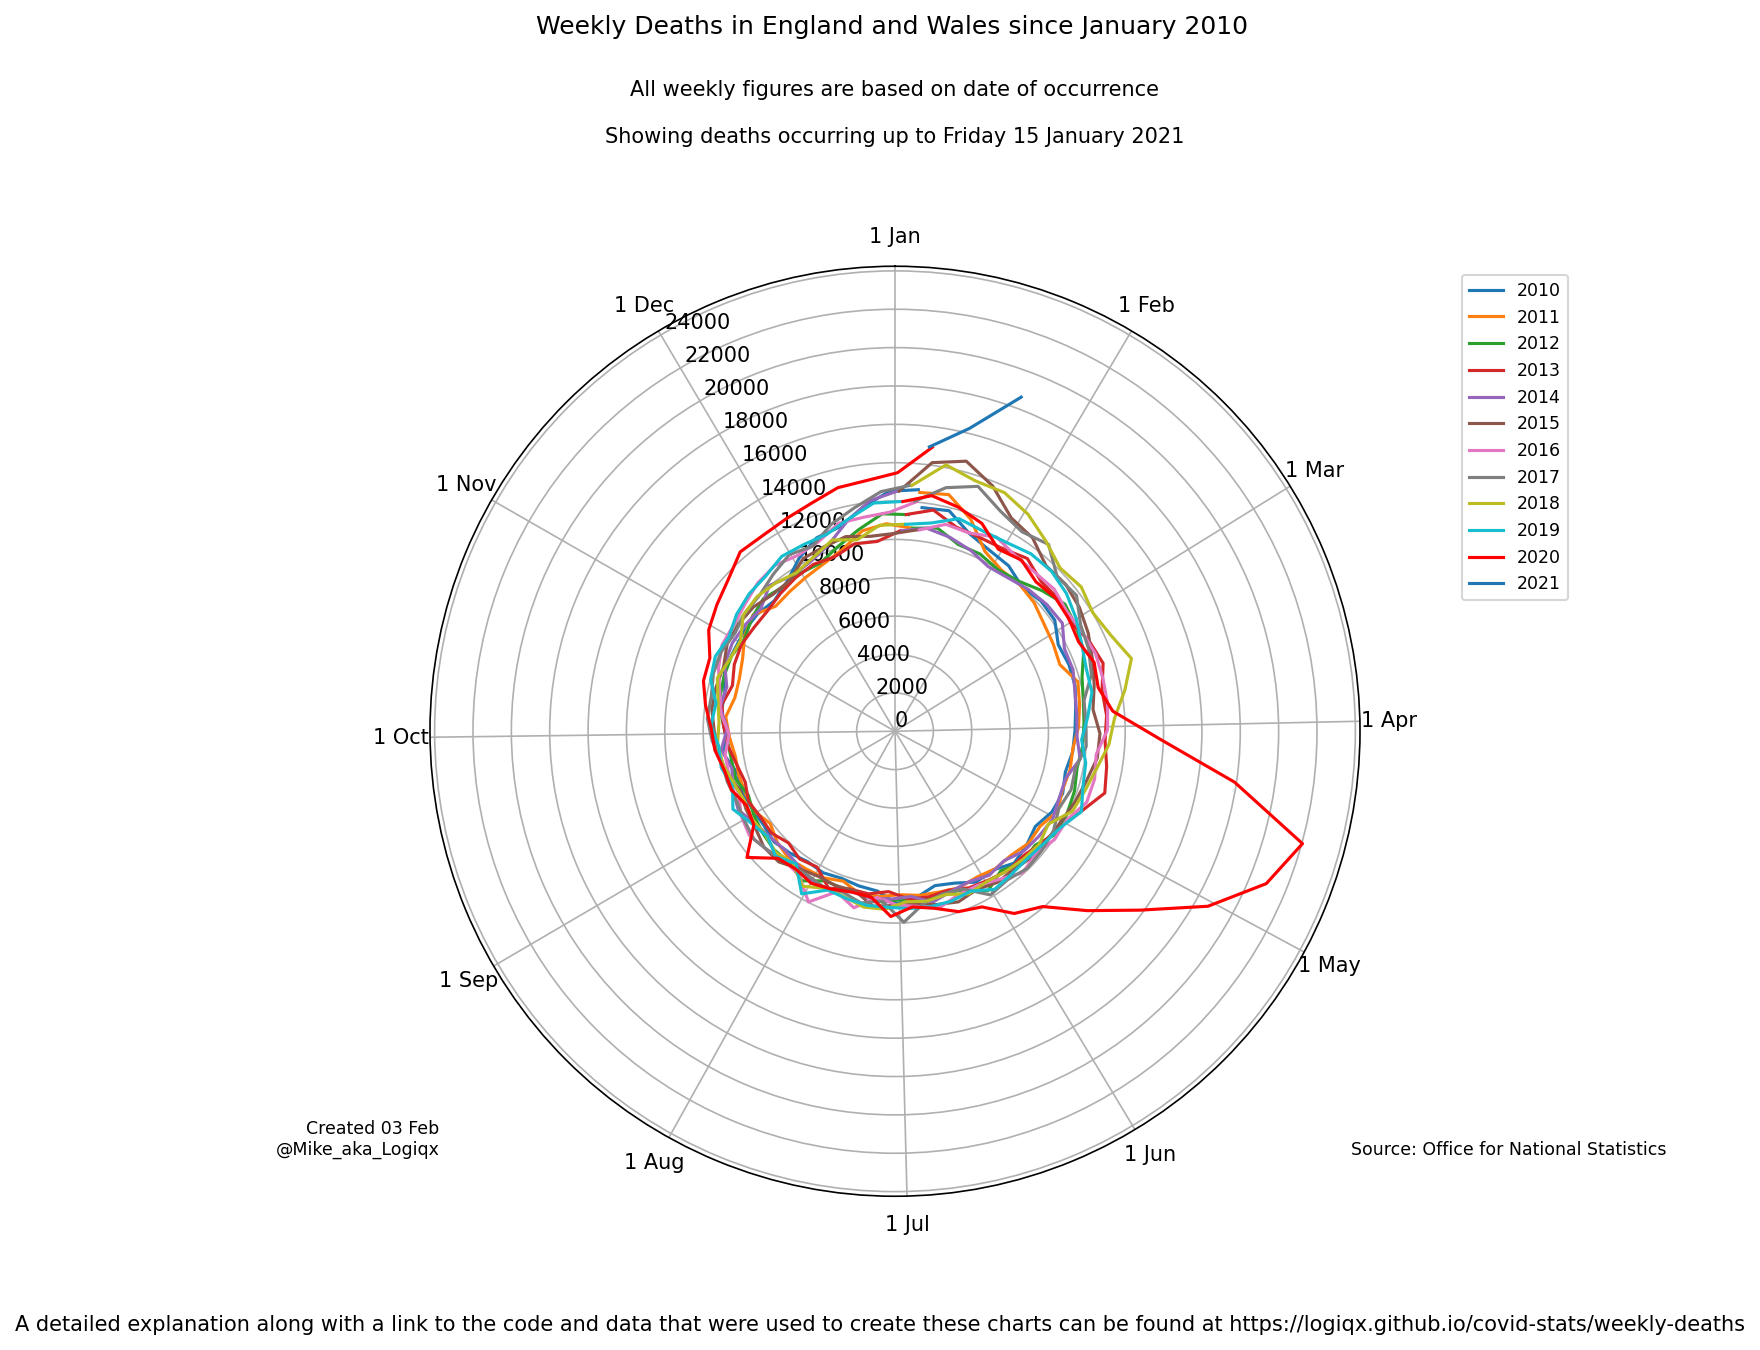 Weekly Deaths in England and Wales since January 2010
All weekly figures are based on date of occurrence
Showing deaths occurring up to Friday 15 January 2021
1 Jan
1 Feb
1 Mar
1 Apr
1 May
1 Jun
1 Jul
1 Aug
1 Sep
1 Oct
1 Nov
1 Dec
24000
22000
20000
18000
16000
14000
12000
10000
8000
6000
4000
2000
0
2010
2011
2012
2013
2014
2015
2016
2017
2018
2019
2020
2021
Created 03 Feb
@Mike_aka_Logiqx
Source: Office for National Statistics
A detailed explanation along with a link to the code and data that were used to create these charts can be found at https://logiqx.github.io/covid-stats/weekly-deaths